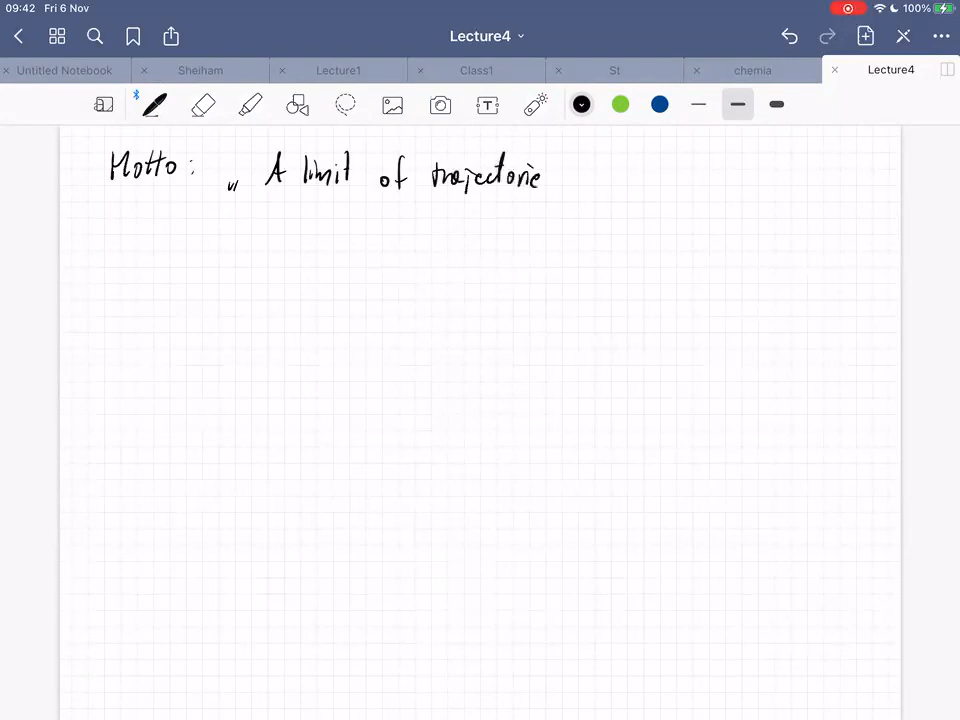 09:42 Fri 6 Nov 100%
Lecture4
Untitled Notebook Sheiham Lecture1 Class1 St chemia Lecture4
T
Motto: „ A limit of trajectorie